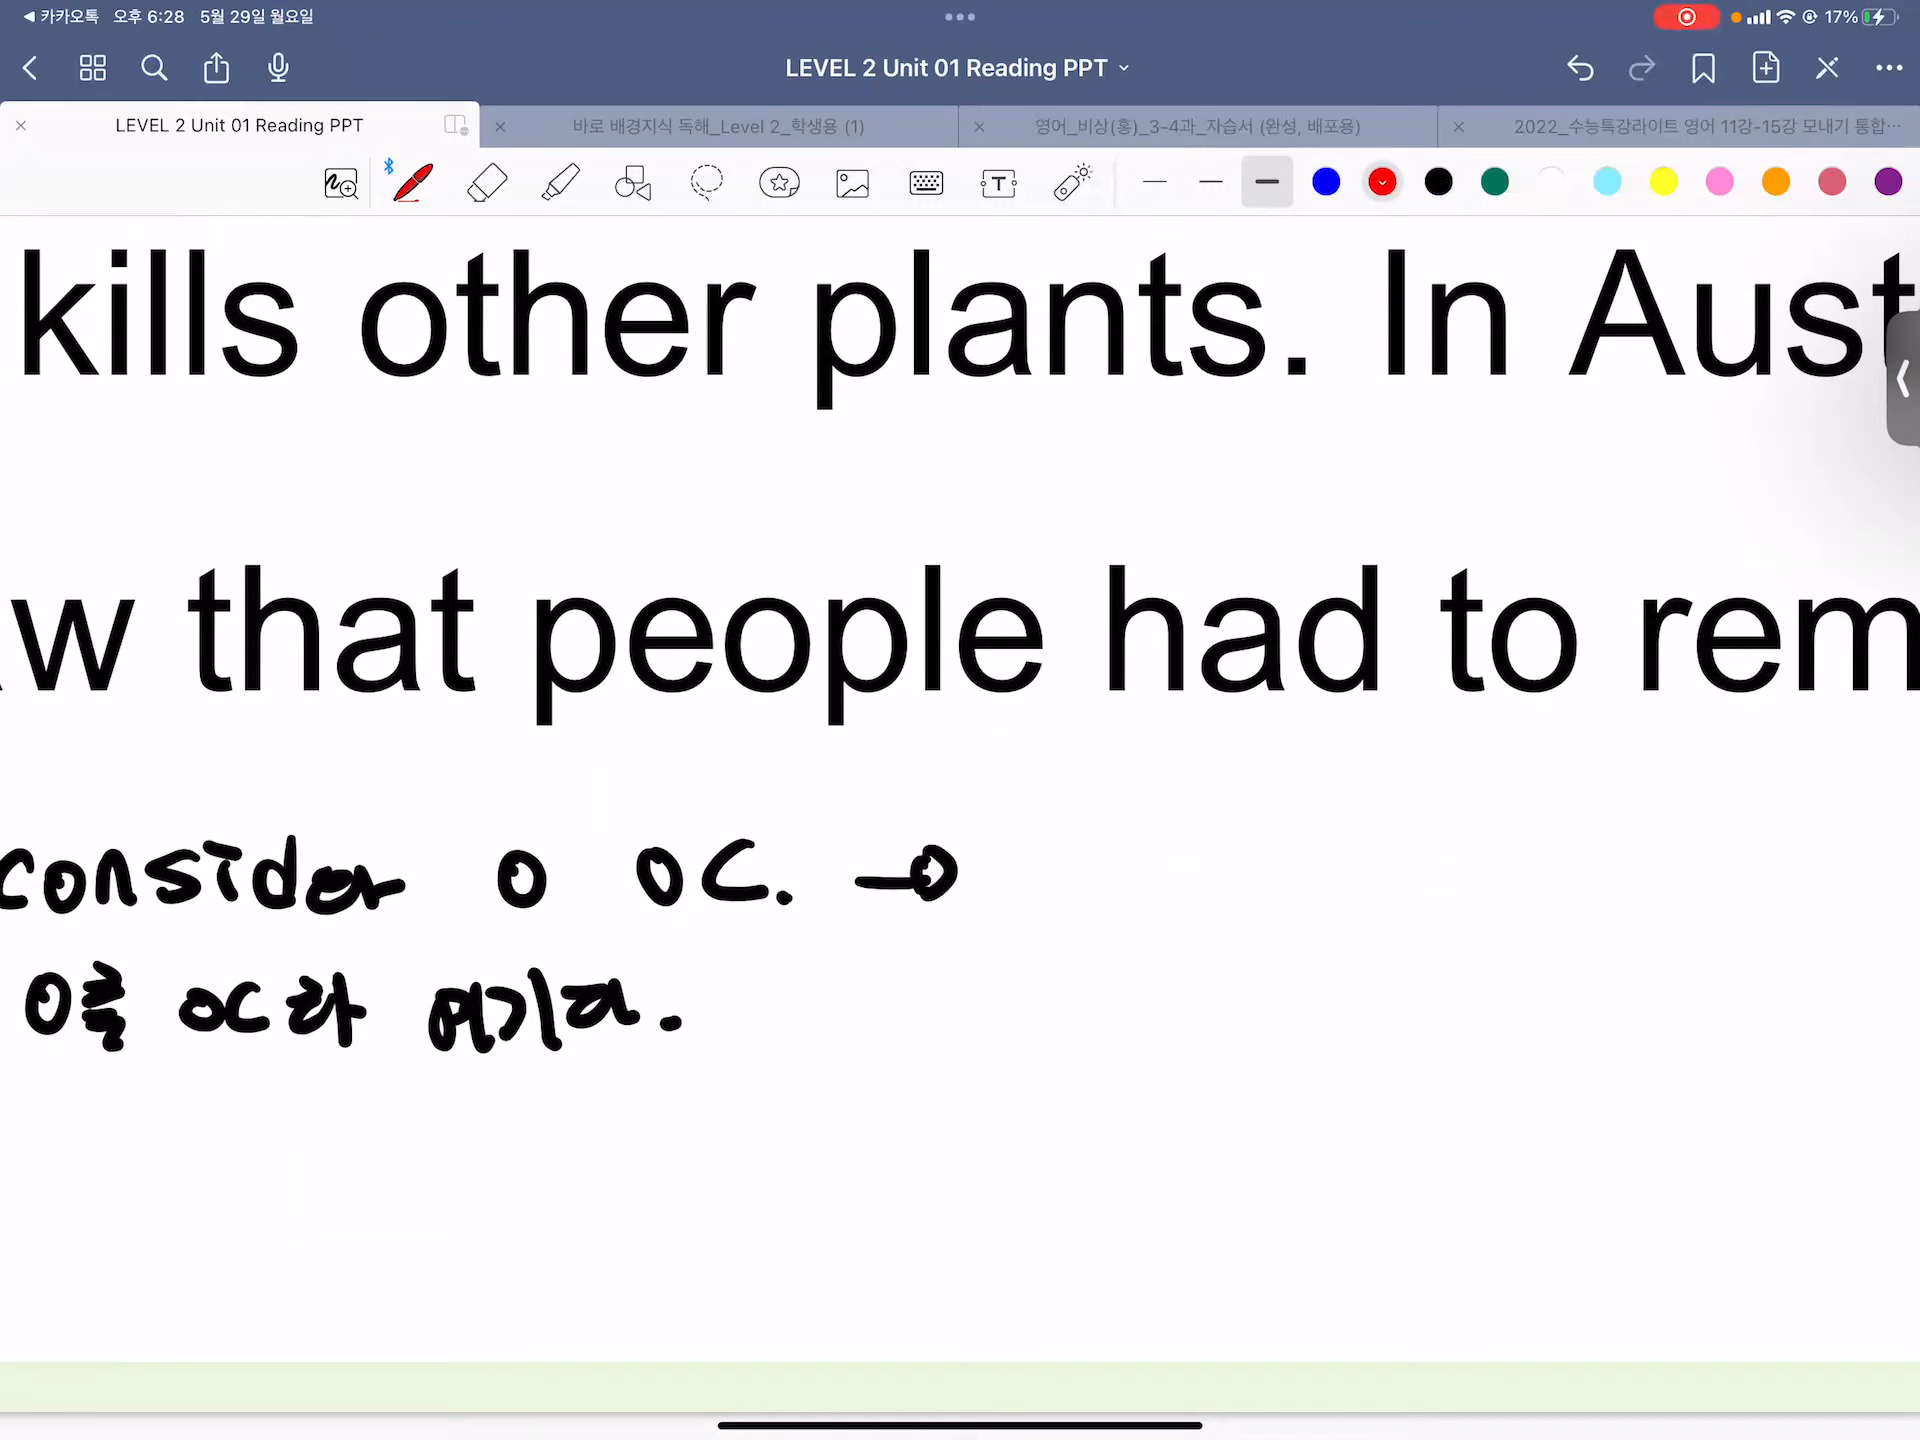 ◀ 카카오톡 오후 6:28 5월 29일 월요일 17%
LEVEL 2 Unit 01 Reading PPT
LEVEL 2 Unit 01 Reading PPT 바로 배경지식 독해_Level 2_학생용 (1) 영어_비상(홍)_3-4과_자습서 (완성, 배포용) 2022_수능특강라이트 영어 11강-15강 모내기 통합…
kills other plants. In Aust
w that people had to rem
consider O OC. →
O를 OC라 여기다.